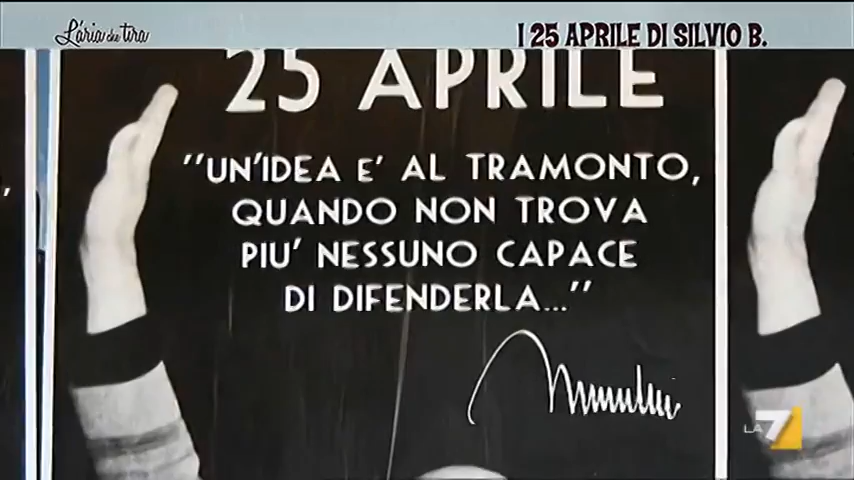 L'aria che tira
I 25 APRILE DI SILVIO B.
25 APRILE
"UN'IDEA E' AL TRAMONTO,
QUANDO NON TROVA
PIU' NESSUNO CAPACE
DI DIFENDERLA..."
LA7